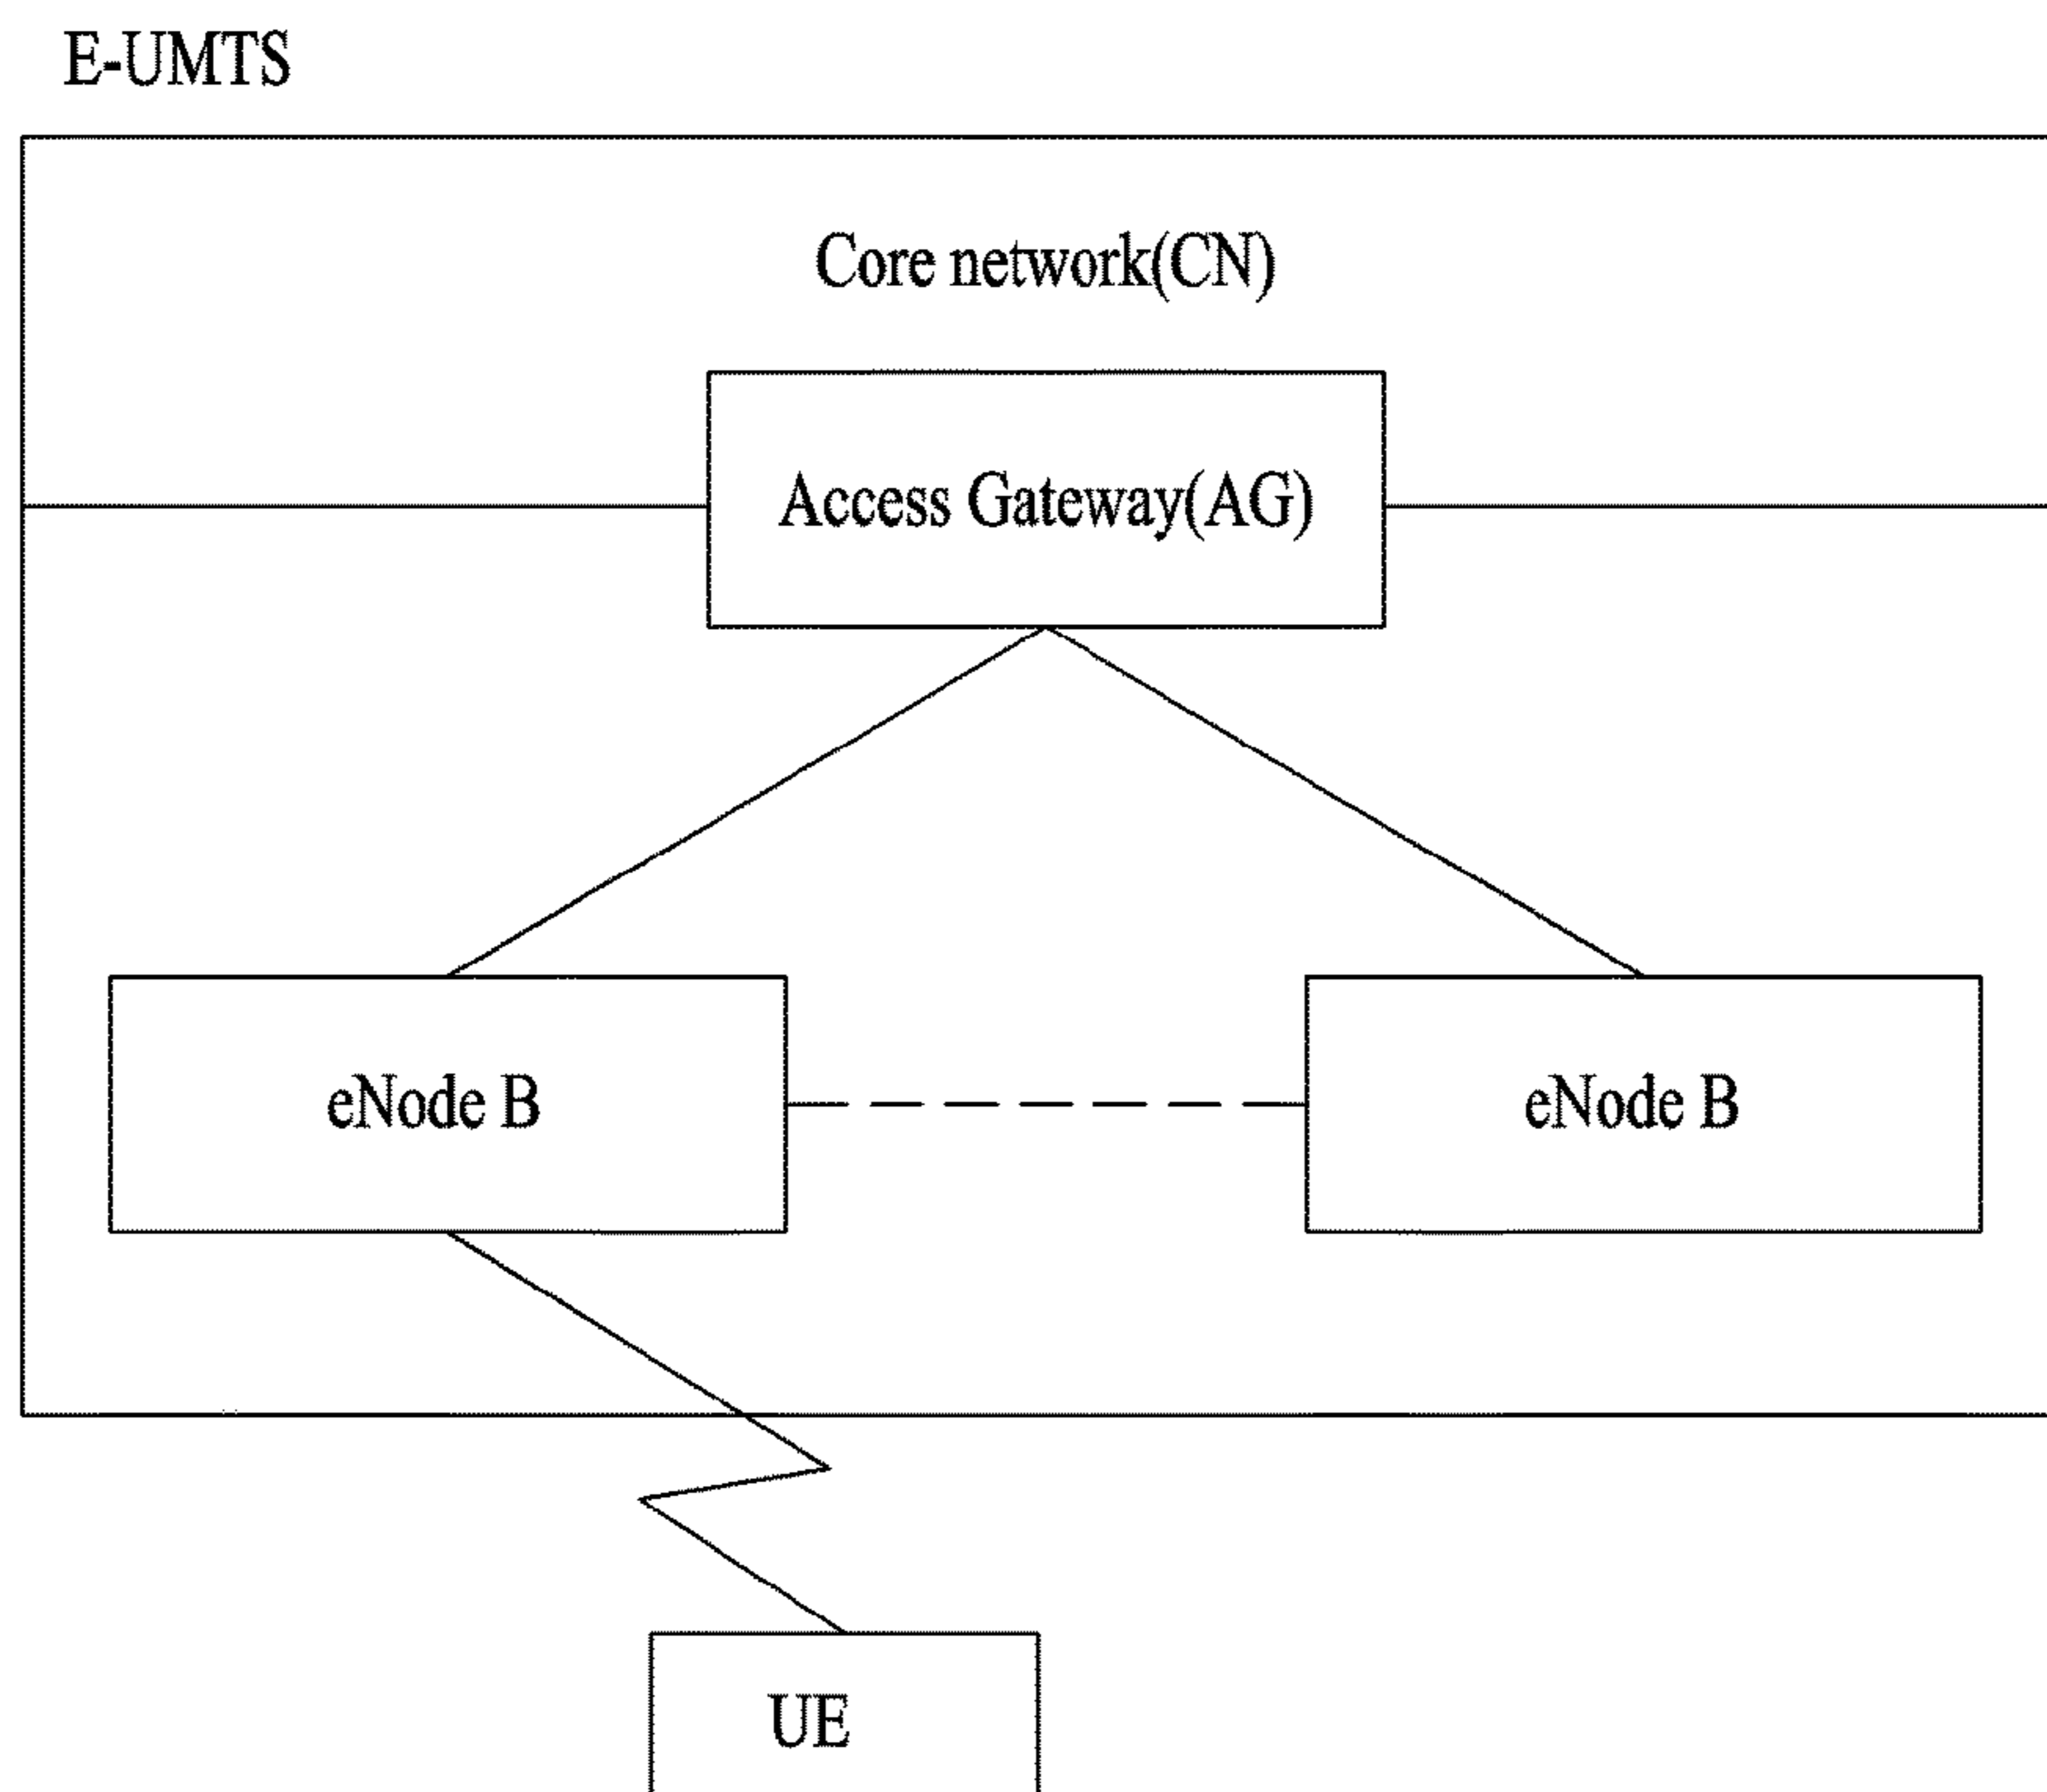 E-UMTS
Core network(CN)
Access Gateway(AG)
eNode B
eNode B
UE